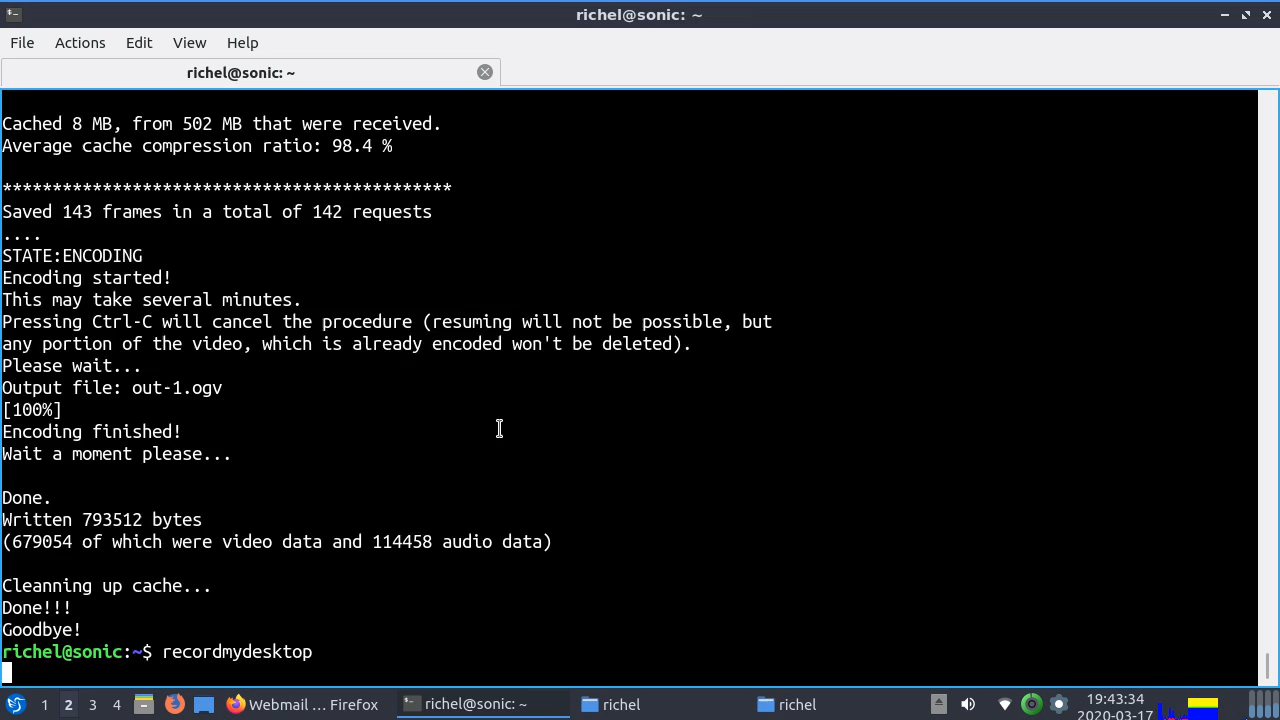 richel@sonic: ~
File Actions Edit View Help
richel@sonic: ~
Cached 8 MB, from 502 MB that were received.
Average cache compression ratio: 98.4 %
*********************************************
Saved 143 frames in a total of 142 requests
....
STATE:ENCODING
Encoding started!
This may take several minutes.
Pressing Ctrl-C will cancel the procedure (resuming will not be possible, but
any portion of the video, which is already encoded won't be deleted).
Please wait...
Output file: out-1.ogv
[100%]
Encoding finished!
Wait a moment please...
Done.
Written 793512 bytes
(679054 of which were video data and 114458 audio data)
Cleanning up cache...
Done!!!
Goodbye!
richel@sonic:~$ recordmydesktop
1 2 3 4 Webmail … Firefox richel@sonic: ~ richel richel 19:43:34
2020-03-17